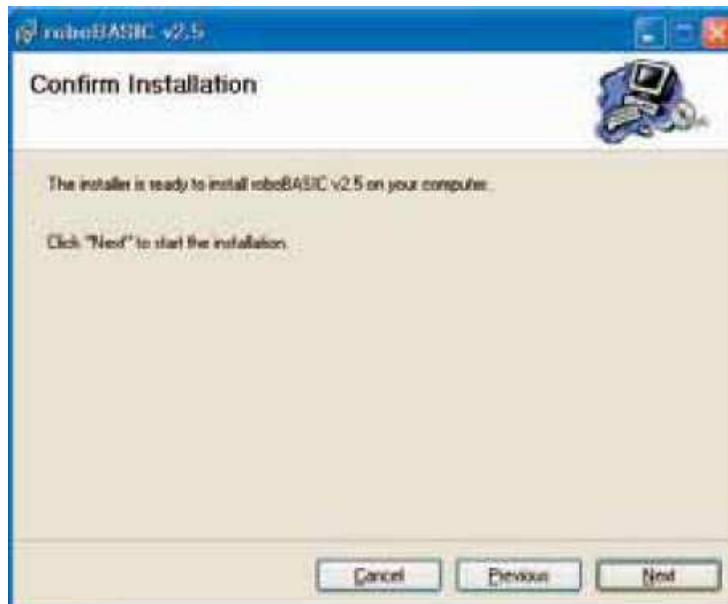 roboBASIC v2.5
Confirm Installation
The installer is ready to install roboBASIC v2.5 on your computer.
Click "Next" to start the installation.
Cancel
Previous
Next